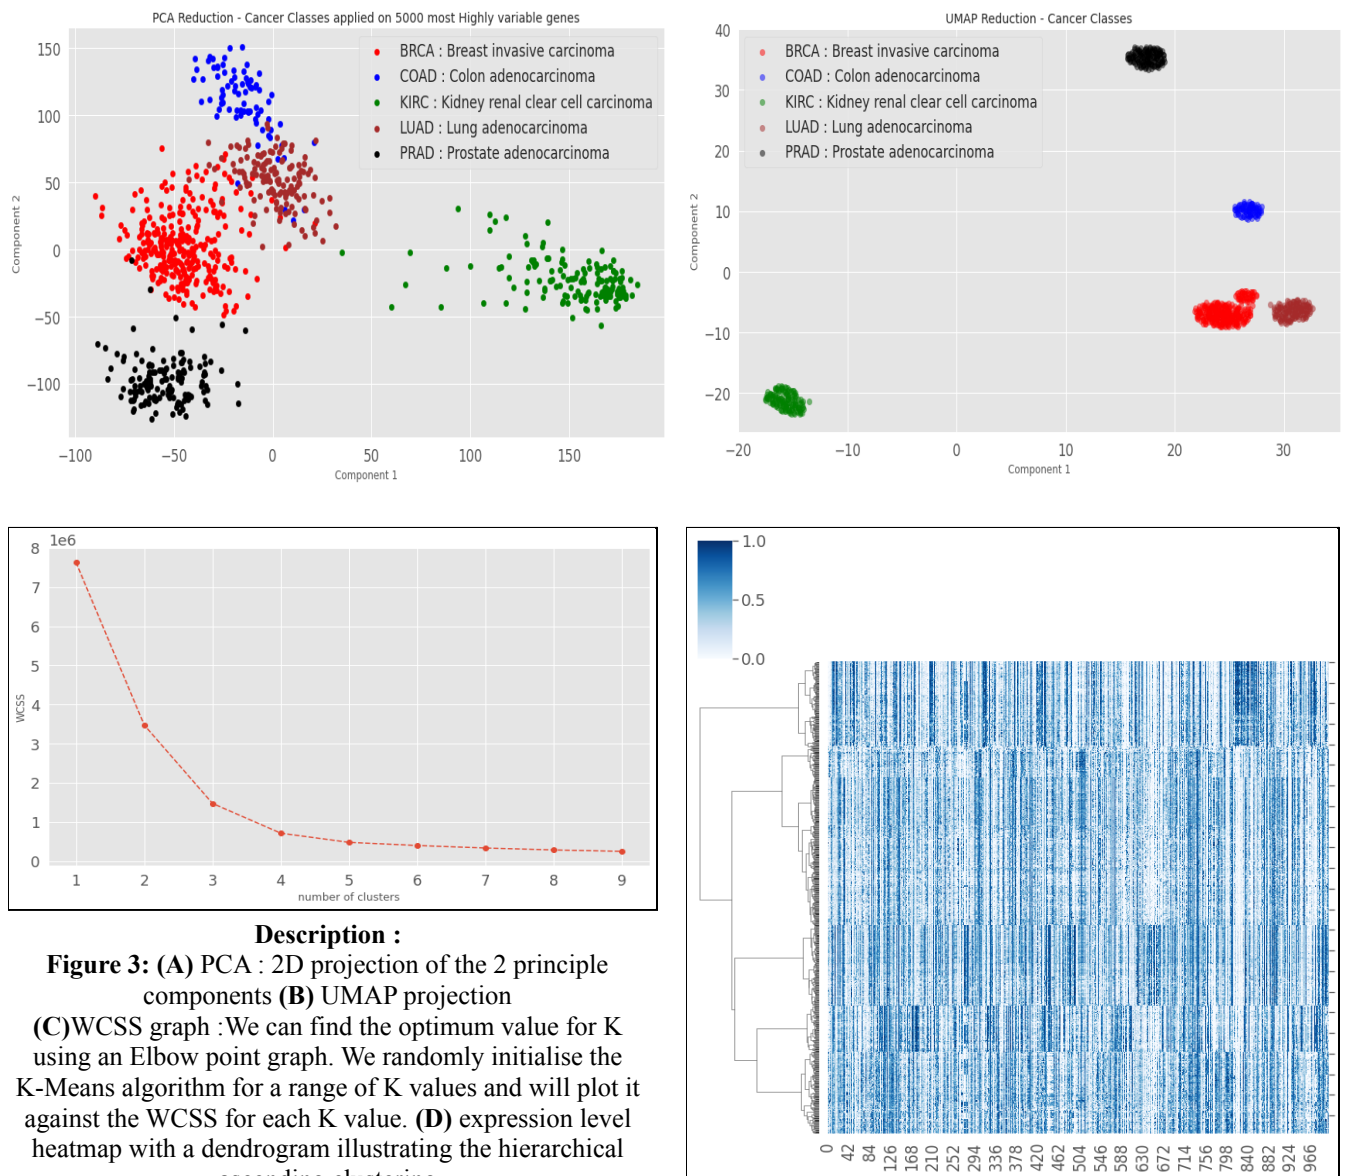 PCA Reduction - Cancer Classes applied on 5000 most Highly variable genes
BRCA : Breast invasive carcinoma
COAD : Colon adenocarcinoma
KIRC : Kidney renal clear cell carcinoma
LUAD : Lung adenocarcinoma
PRAD : Prostate adenocarcinoma
150
100
50
0
−50
−100
Component 2
−100
−50
0
50
100
150
Component 1
UMAP Reduction - Cancer Classes
BRCA : Breast invasive carcinoma
COAD : Colon adenocarcinoma
KIRC : Kidney renal clear cell carcinoma
LUAD : Lung adenocarcinoma
PRAD : Prostate adenocarcinoma
40
30
20
10
0
−10
−20
Component 2
−20
−10
0
10
20
30
Component 1
1e6
8
7
6
5
4
3
2
1
0
WCSS
1 2 3 4 5 6 7 8 9
number of clusters
1.0
0.5
0.0
0 42 84 126 168 210 252 294 336 378 420 462 504 546 588 630 672 714 756 798 840 882 924 966
Description :
Figure 3: (A) PCA : 2D projection of the 2 principle
components (B) UMAP projection
(C)WCSS graph :We can find the optimum value for K
using an Elbow point graph. We randomly initialise the
K-Means algorithm for a range of K values and will plot it
against the WCSS for each K value. (D) expression level
heatmap with a dendrogram illustrating the hierarchical